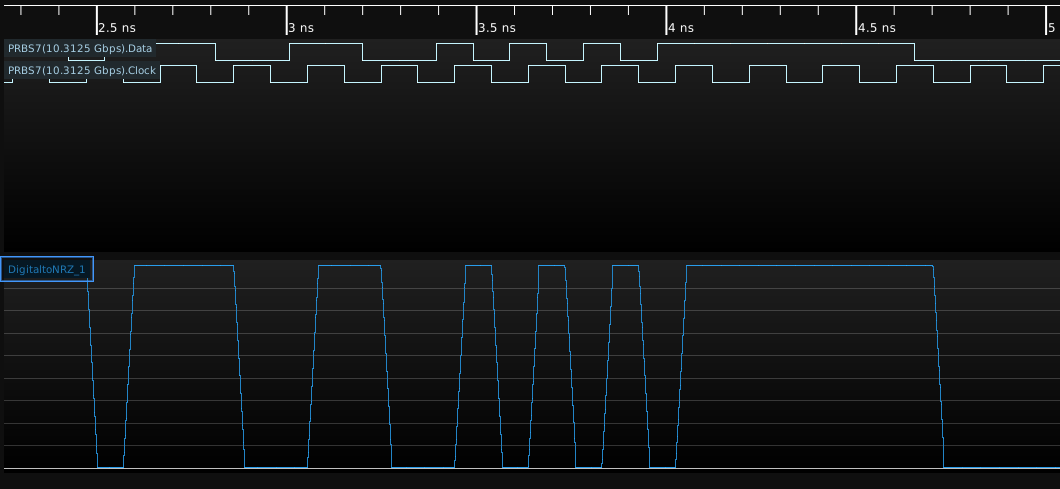 2.5 ns 3 ns 3.5 ns 4 ns 4.5 ns 5
PRBS7(10.3125 Gbps).Data
PRBS7(10.3125 Gbps).Clock
DigitaltoNRZ_1